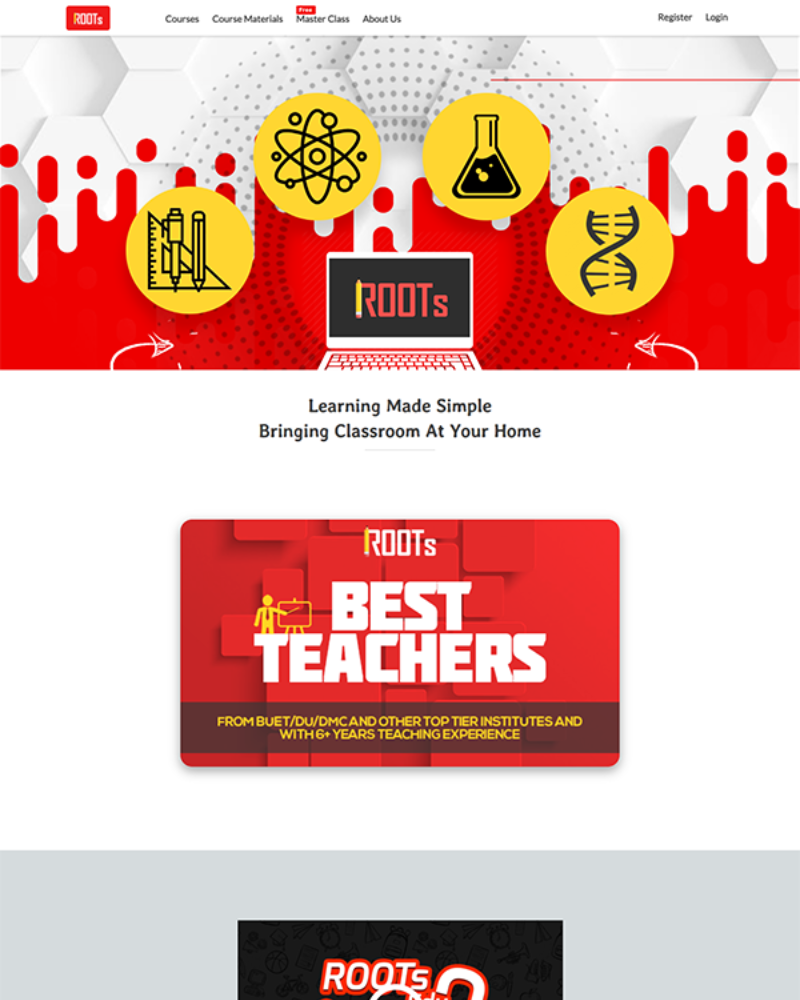 ROOTs
Courses
Course Materials
Free
Master Class
About Us
Register
Login
ROOTs
Learning Made Simple
Bringing Classroom At Your Home
ROOTs
BEST
TEACHERS
FROM BUET/DU/DMC AND OTHER TOP TIER INSTITUTES AND
WITH 6+ YEARS TEACHING EXPERIENCE
ROOTs